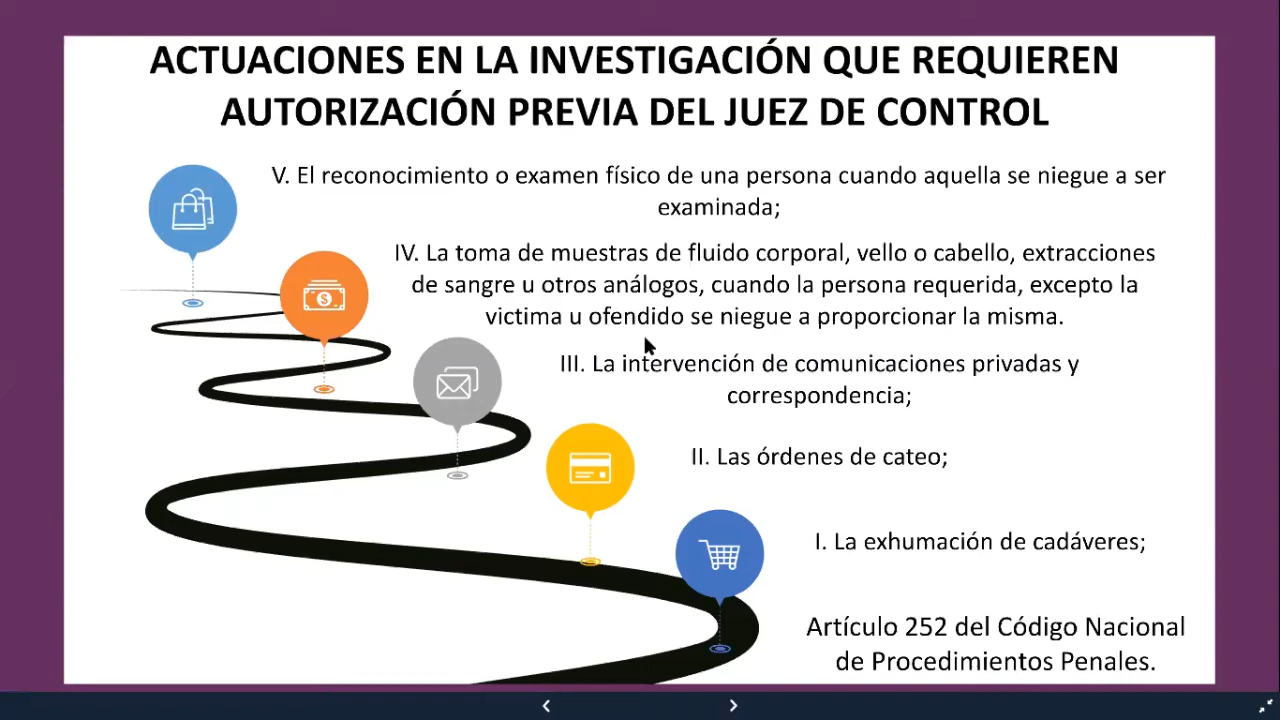 ACTUACIONES EN LA INVESTIGACIÓN QUE REQUIEREN
AUTORIZACIÓN PREVIA DEL JUEZ DE CONTROL
V. El reconocimiento o examen físico de una persona cuando aquella se niegue a ser
examinada;
IV. La toma de muestras de fluido corporal, vello o cabello, extracciones
de sangre u otros análogos, cuando la persona requerida, excepto la
victima u ofendido se niegue a proporcionar la misma.
III. La intervención de comunicaciones privadas y
correspondencia;
II. Las órdenes de cateo;
I. La exhumación de cadáveres;
Artículo 252 del Código Nacional
de Procedimientos Penales.